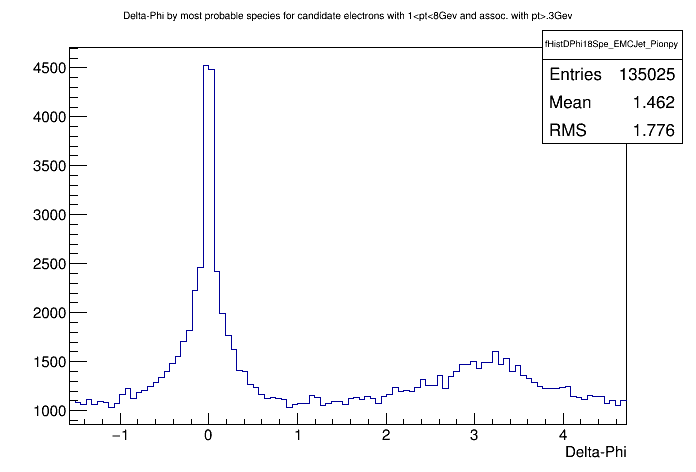 Delta-Phi by most probable species for candidate electrons with 1<pt<8Gev and assoc. with pt>.3Gev
fHistDPhi18Spe_EMCJet_Pionpy
Entries 135025
Mean 1.462
RMS 1.776
4500
4000
3500
3000
2500
2000
1500
1000
−1 0 1 2 3 4
Delta-Phi